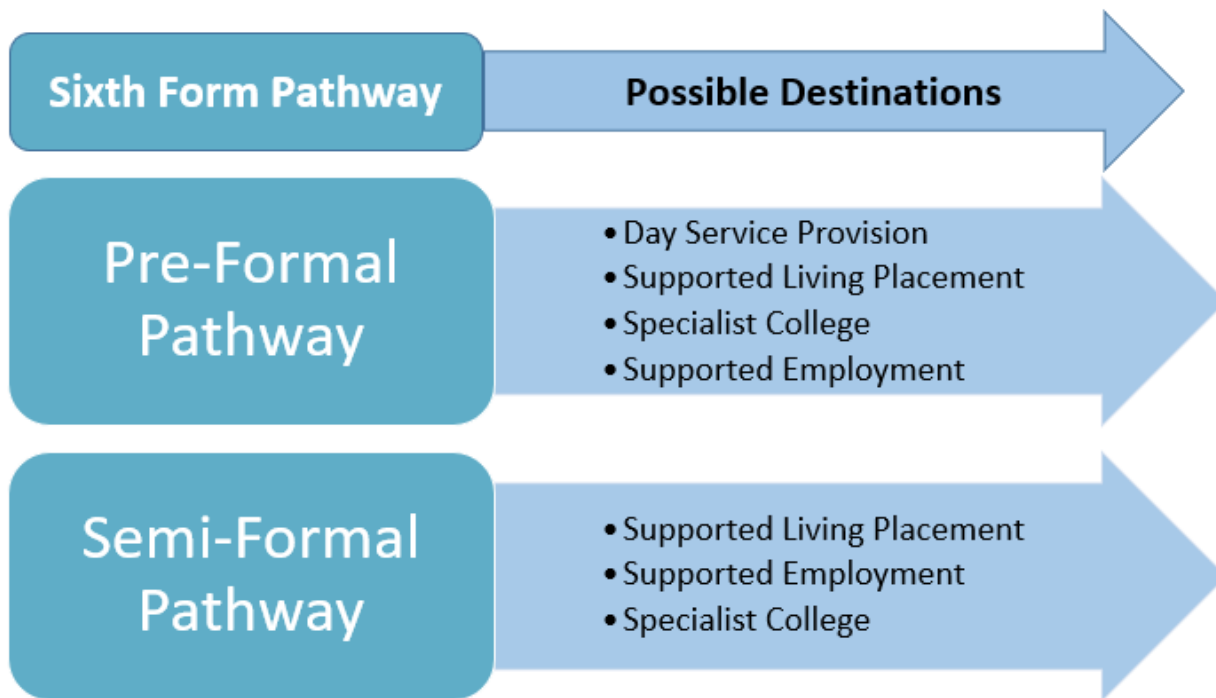 Sixth Form Pathway
Possible Destinations
Pre-Formal
Pathway
• Day Service Provision
• Supported Living Placement
• Specialist College
• Supported Employment
Semi-Formal
Pathway
• Supported Living Placement
• Supported Employment
• Specialist College